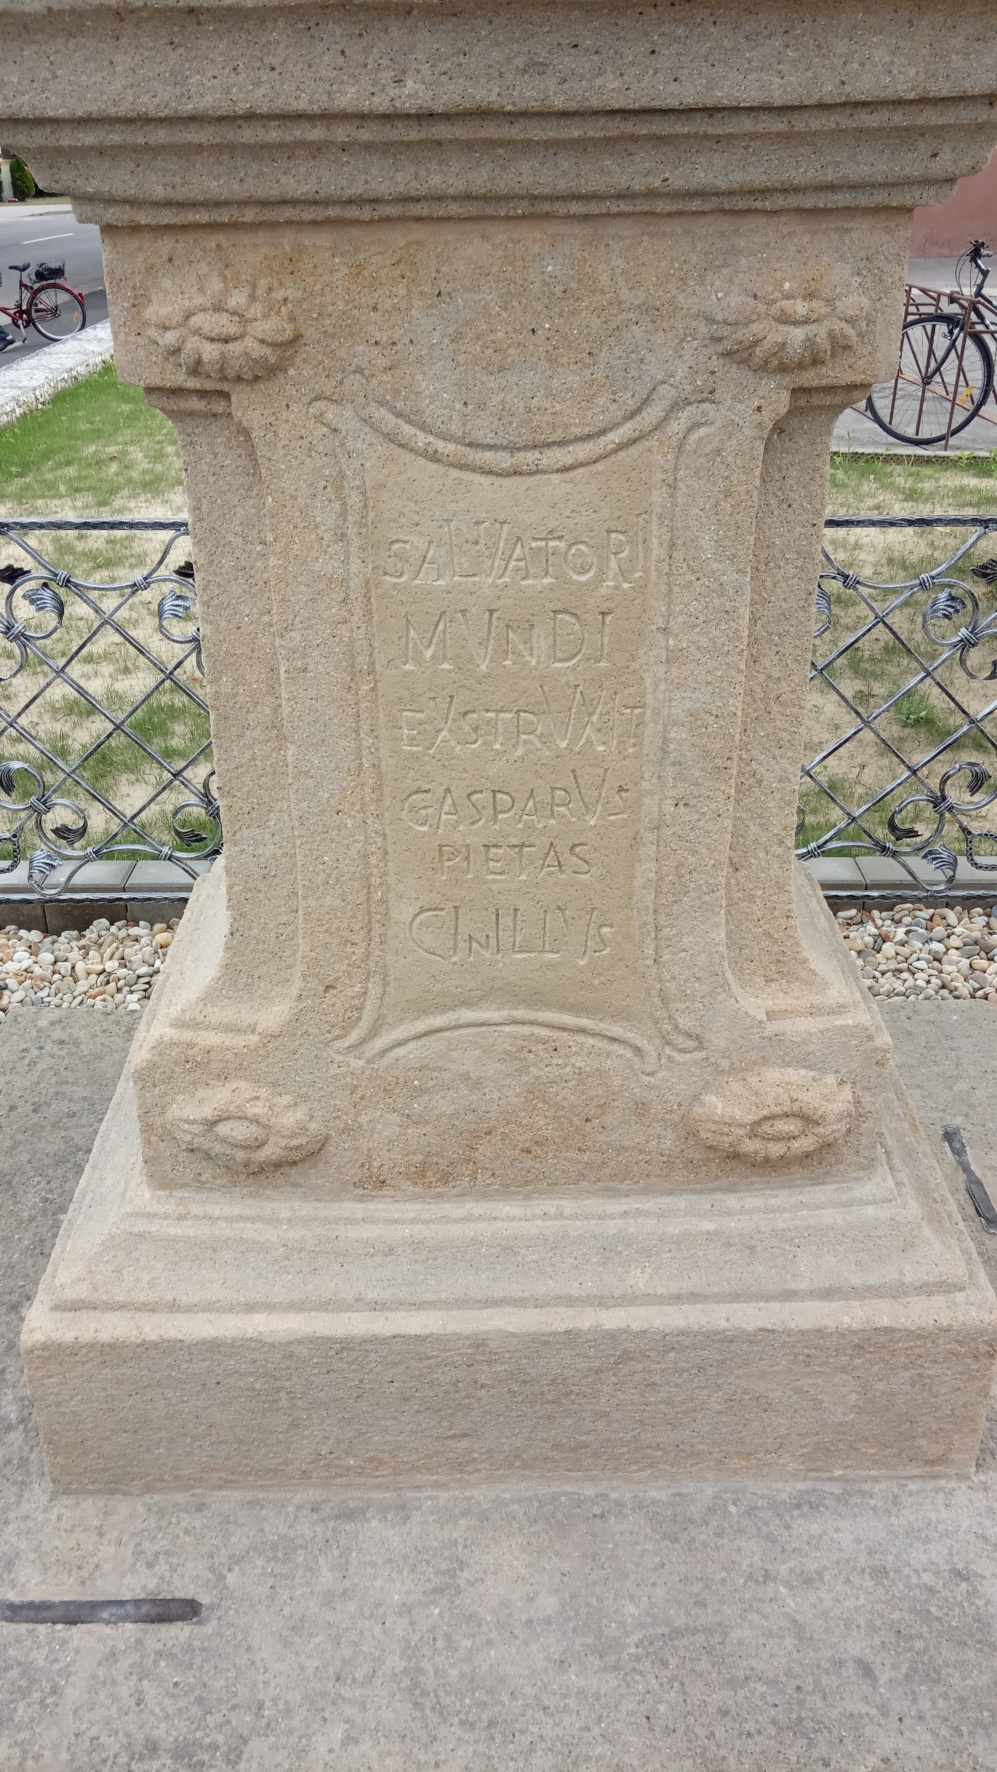 SALVATORI
MVNDI
EXSTRVXIT
GASPARVS
PIETAS
CINILLVS